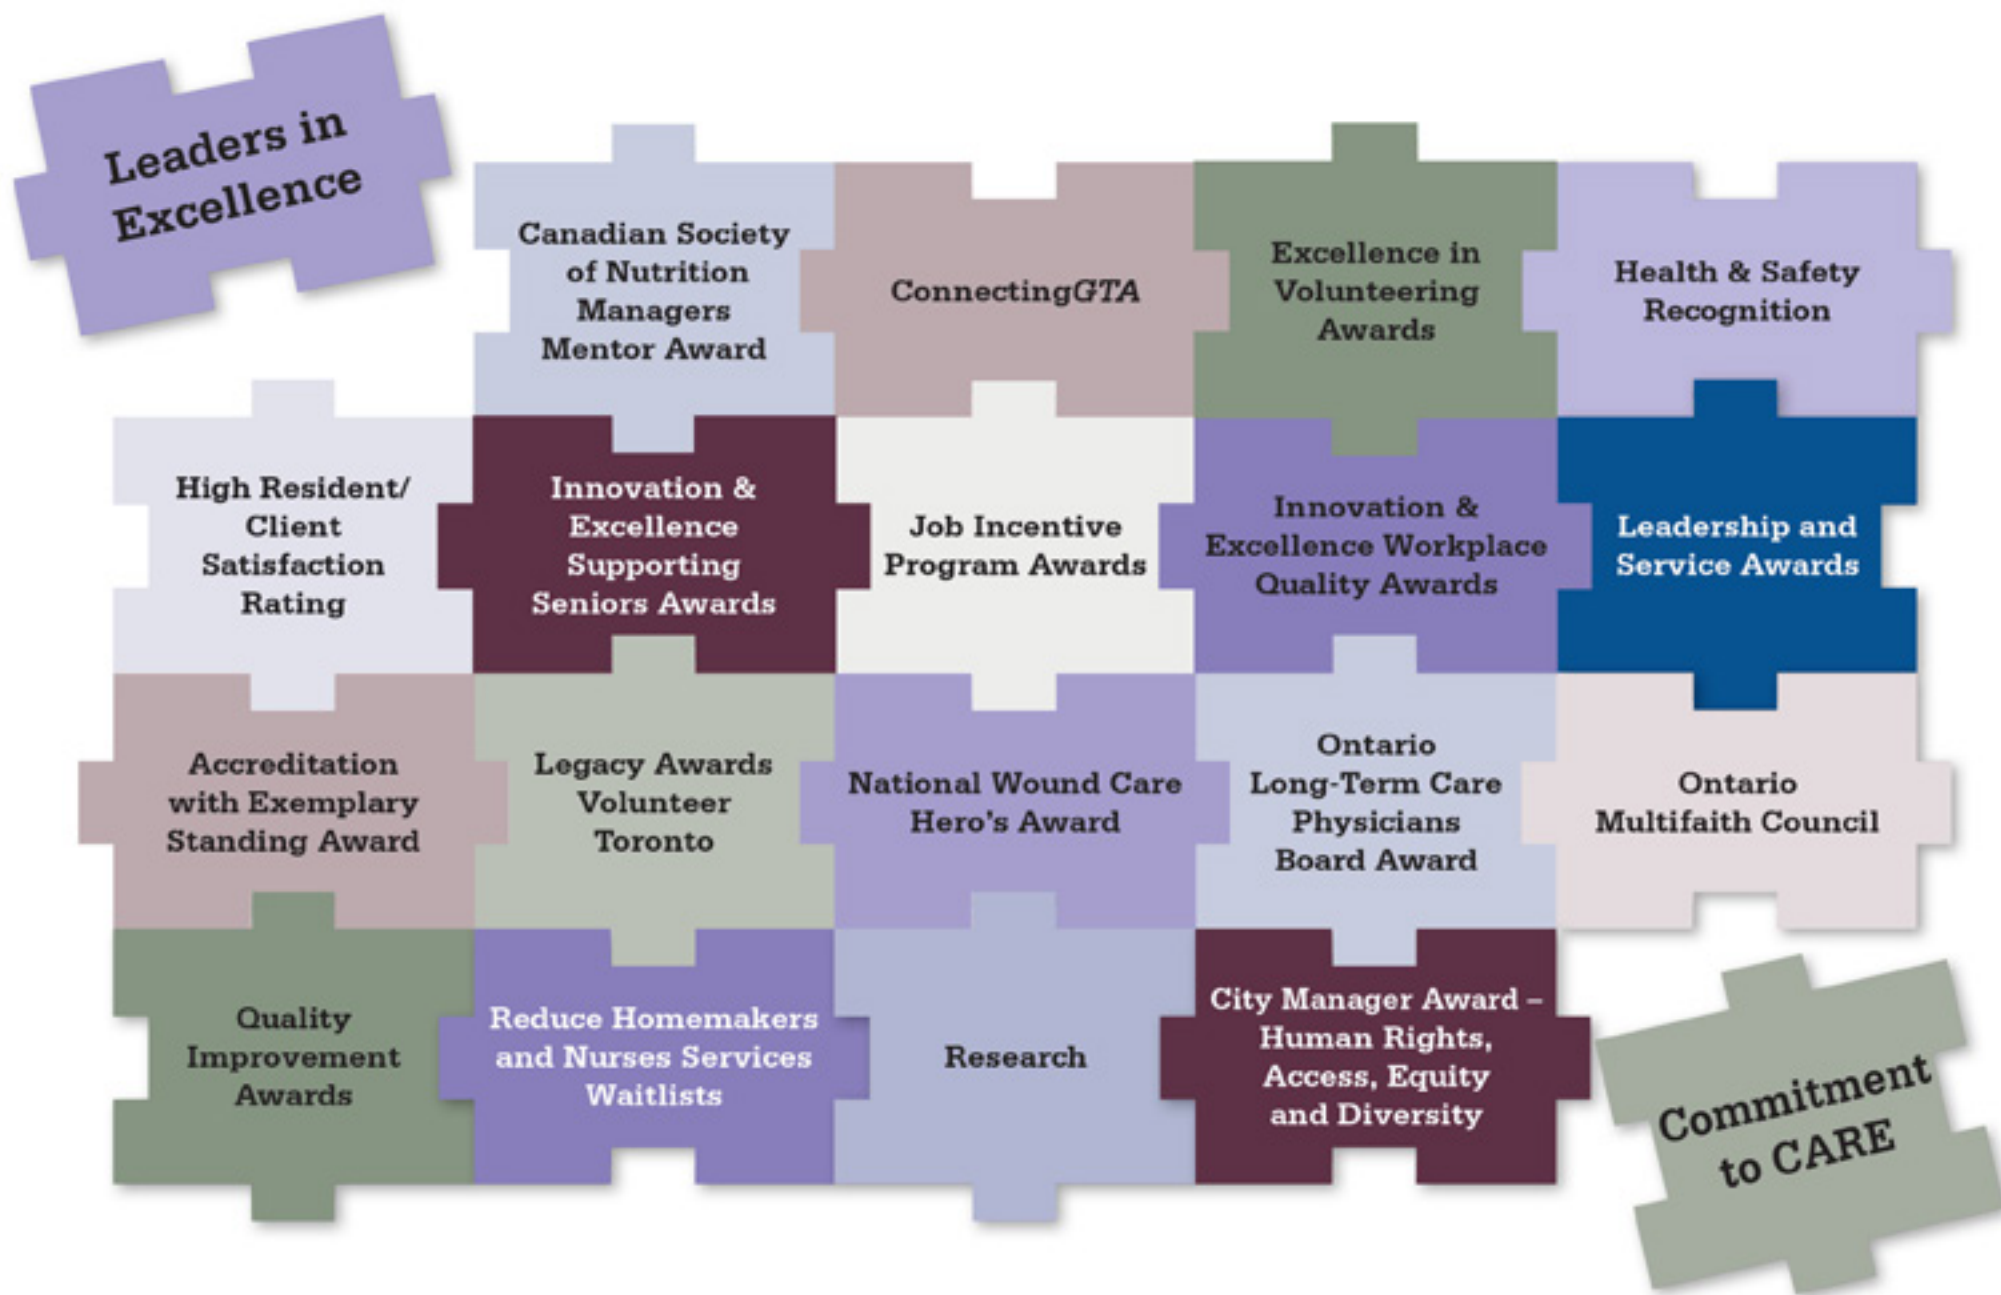 Leaders in
Excellence
Canadian Society
of Nutrition
Managers
Mentor Award
ConnectingGTA
Excellence in
Volunteering
Awards
Health & Safety
Recognition
High Resident/
Client
Satisfaction
Rating
Innovation &
Excellence
Supporting
Seniors Awards
Job Incentive
Program Awards
Innovation &
Excellence Workplace
Quality Awards
Leadership and
Service Awards
Accreditation
with Exemplary
Standing Award
Legacy Awards
Volunteer
Toronto
National Wound Care
Hero's Award
Ontario
Long-Term Care
Physicians
Board Award
Ontario
Multifaith Council
Quality
Improvement
Awards
Reduce Homemakers
and Nurses Services
Waitlists
Research
City Manager Award –
Human Rights,
Access, Equity
and Diversity
Commitment
to CARE